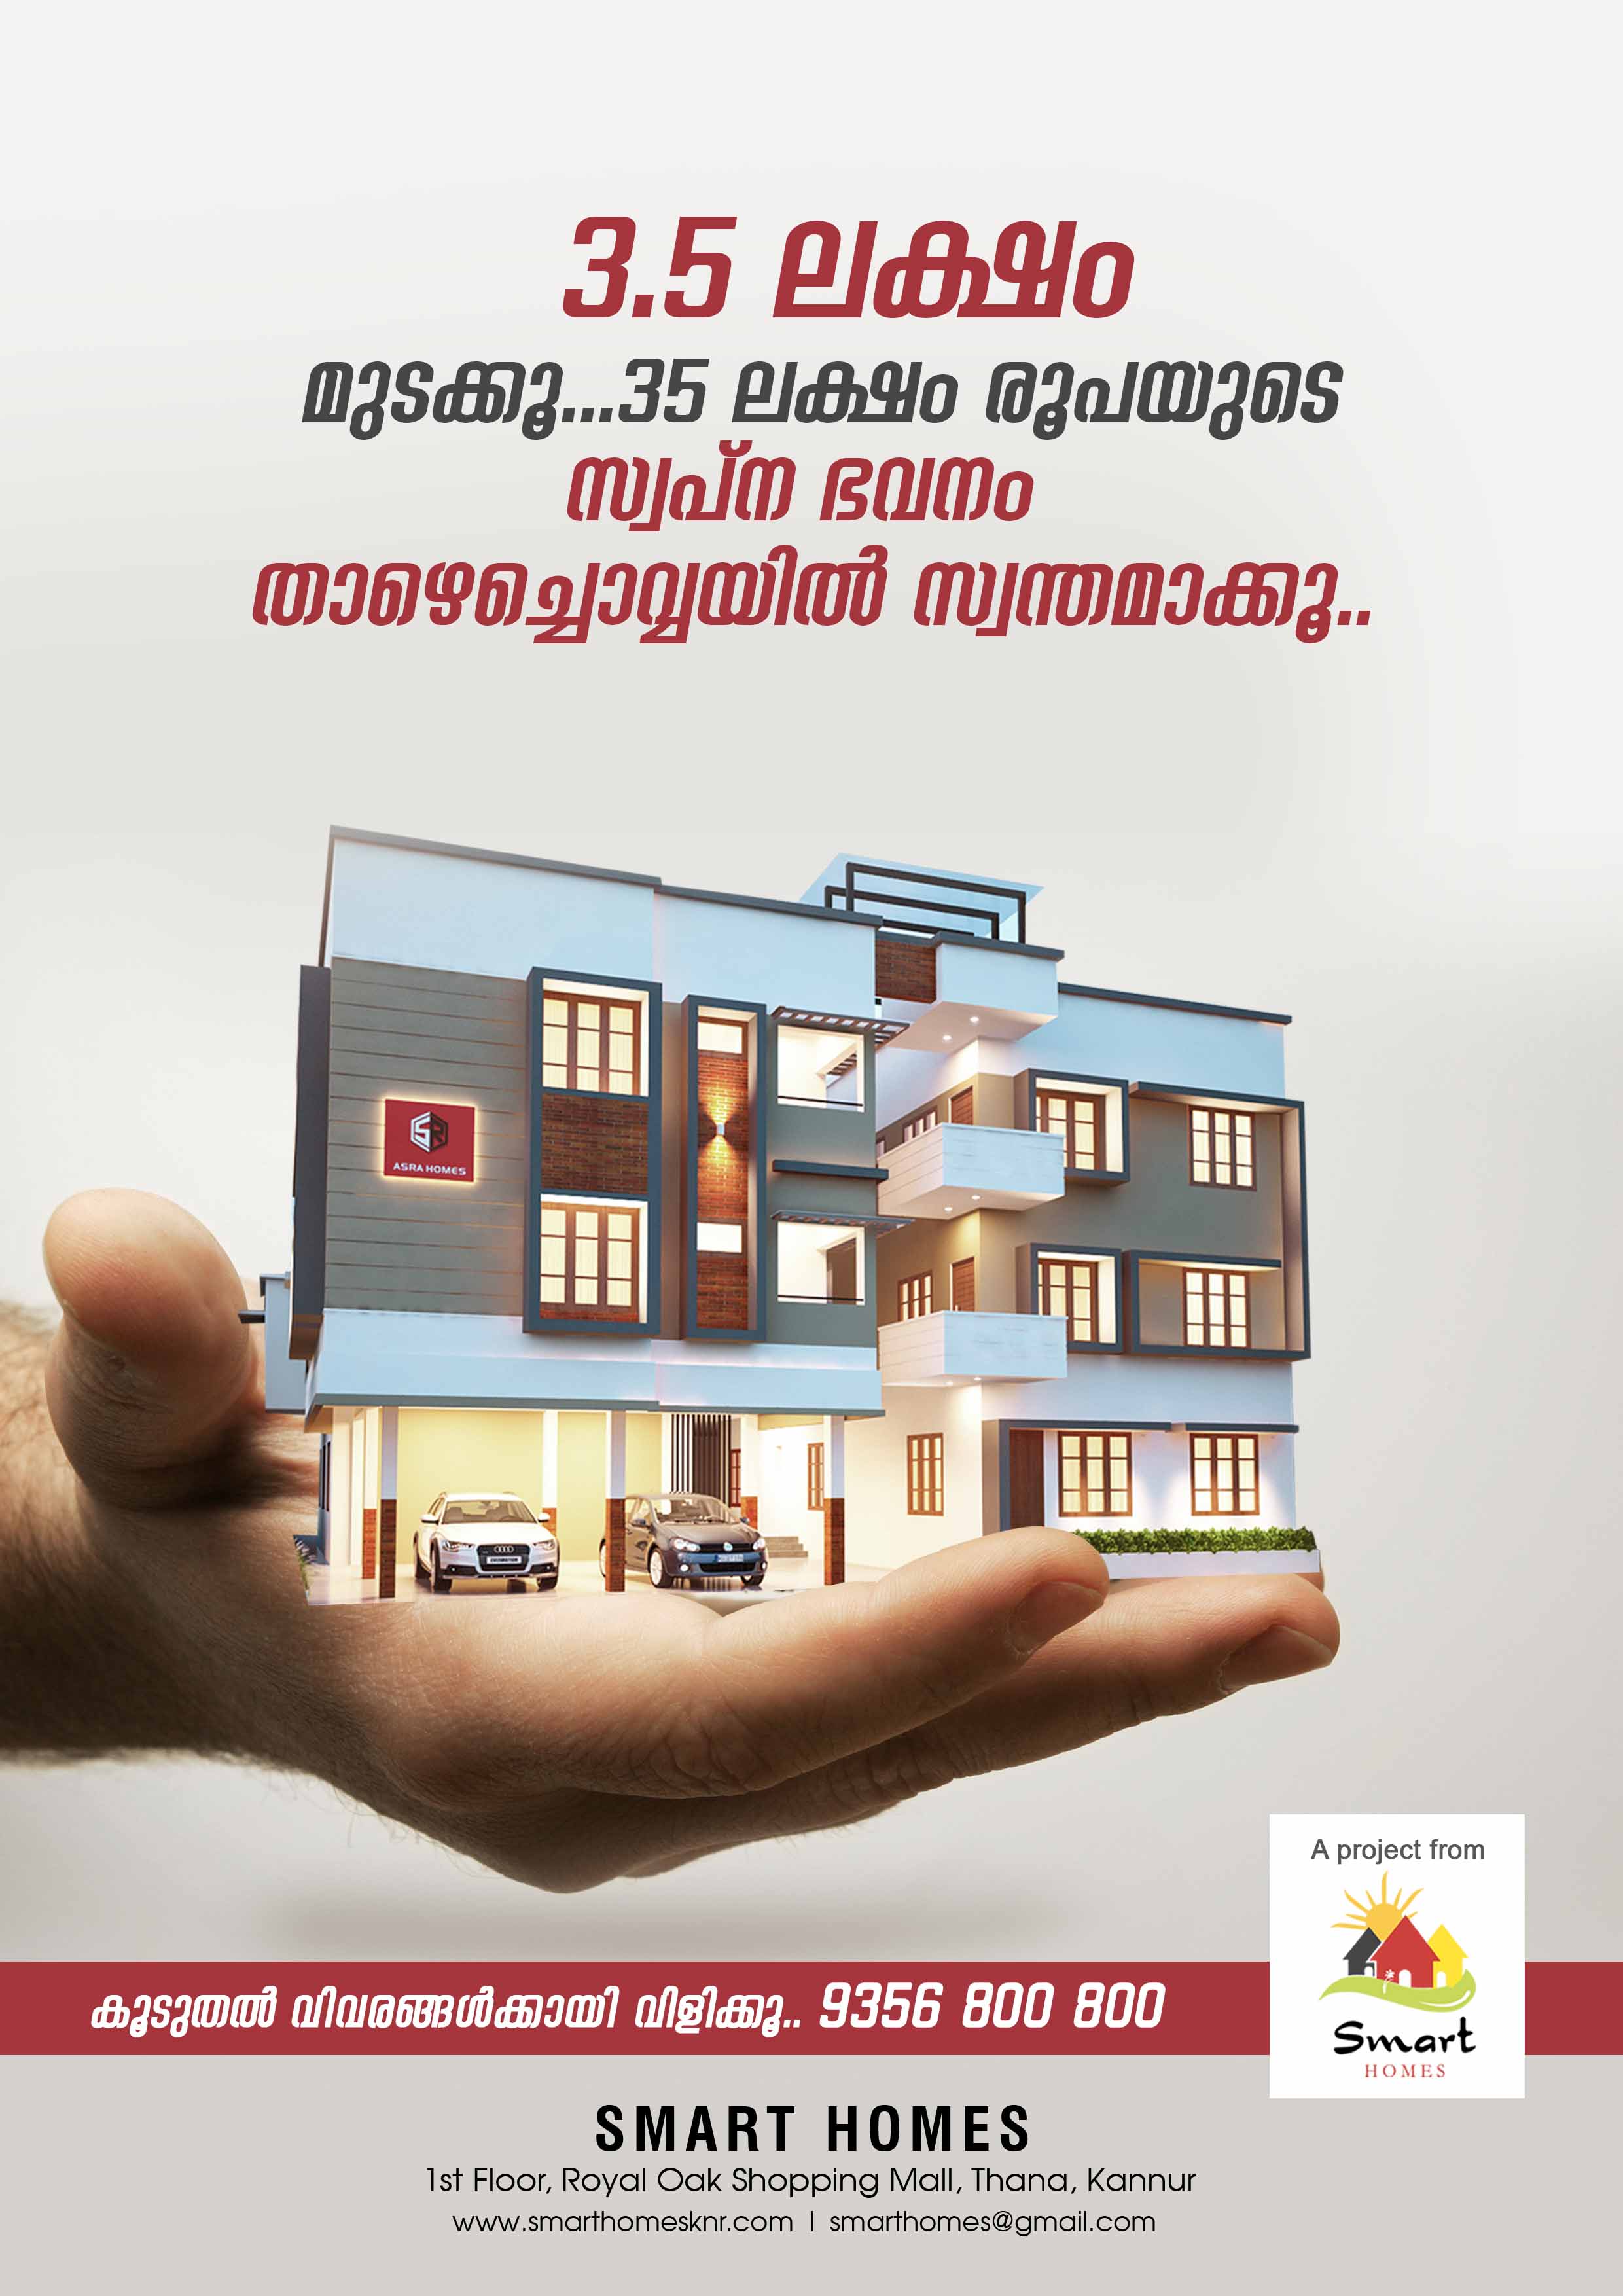 3.5 ലക്ഷം
മുടക്കൂ...35 ലക്ഷം രൂപയുടെ
സ്വപ്ന ഭവനം
താഴെച്ചൊവ്വയിൽ സ്വന്തമാക്കൂ..
SR
ASRA HOMES
A project from
Smart
HOMES
കൂടുതൽ വിവരങ്ങൾക്കായി വിളിക്കൂ.. 9356 800 800
SMART HOMES
1st Floor, Royal Oak Shopping Mall, Thana, Kannur
www.smarthomesknr.com | smarthomes@gmail.com